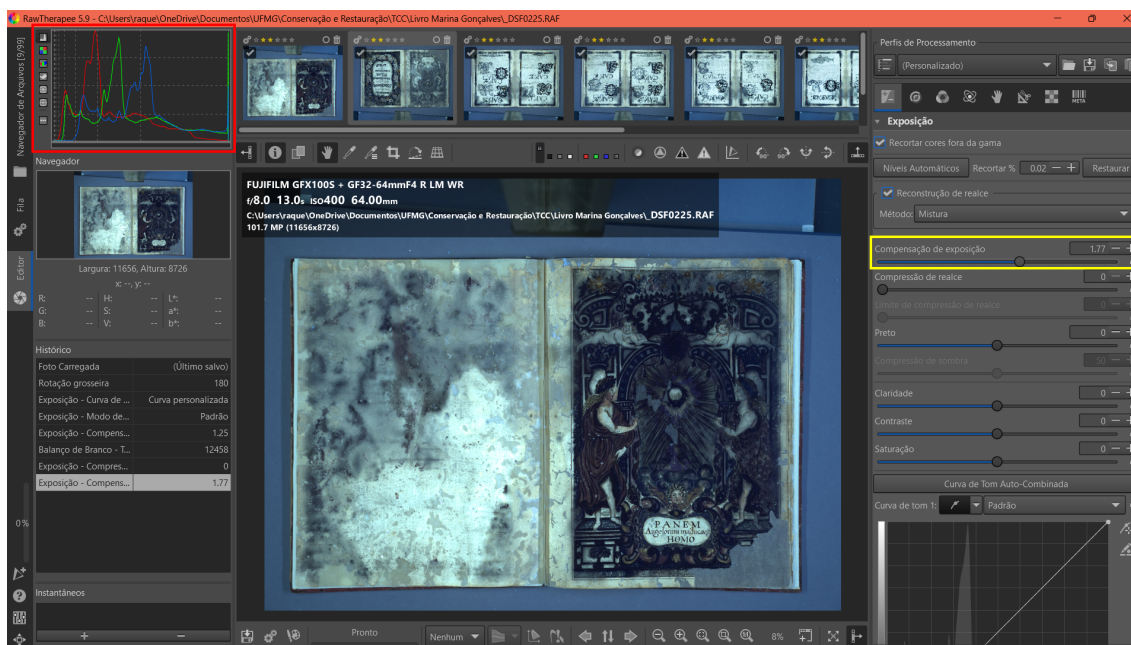 RawTherapee 5.9 - C:\Users\raque\OneDrive\Documentos\UFMG\Conservação e Restauração\TCC\Livro Marina Gonçalves\_DSF0225.RAF
Navegador de Arquivos [9/99]
Fila
Editor
0%
Navegador
Largura: 11656, Altura: 8726
x: --, y: --
R: -- H: -- L*: --
G: -- S: -- a*: --
B: -- V: -- b*: --
Histórico
Foto Carregada (Último salvo)
Rotação grosseira 180
Exposição - Curva de ... Curva personalizada
Exposição - Modo de... Padrão
Exposição - Compens... 1.25
Balanço de Branco - T... 12458
Exposição - Compres... 0
Exposição - Compens... 1.77
Instantâneos
FUJIFILM GFX100S + GF32-64mmF4 R LM WR
f/8.0 13.0s ISO400 64.00mm
C:\Users\raque\OneDrive\Documentos\UFMG\Conservação e Restauração\TCC\Livro Marina Gonçalves\_DSF0225.RAF
101.7 MP (11656x8726)
PANEM
HOMO
Pronto
Nenhum
8%
Perfis de Processamento
(Personalizado)
META
Exposição
Recortar cores fora da gama
Níveis Automáticos Recortar % 0.02 Restaurar
Reconstrução de realce
Método: Mistura
Compensação de exposição 1.77
Compressão de realce 0
Limite de compressão de realce 0
Preto 0
Compressão de sombra 50
Claridade 0
Contraste 0
Saturação 0
Curva de Tom Auto-Combinada
Curva de tom 1: Padrão